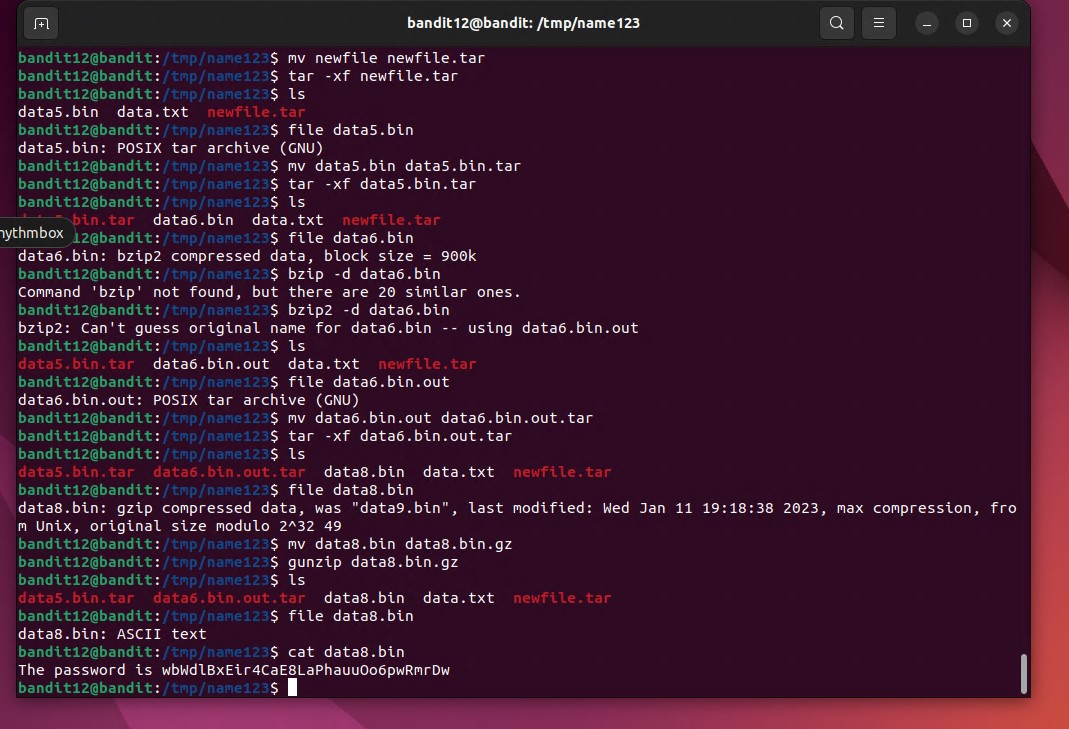 bandit12@bandit: /tmp/name123
bandit12@bandit:/tmp/name123$ mv newfile newfile.tar
bandit12@bandit:/tmp/name123$ tar -xf newfile.tar
bandit12@bandit:/tmp/name123$ ls
data5.bin  data.txt  newfile.tar
bandit12@bandit:/tmp/name123$ file data5.bin
data5.bin: POSIX tar archive (GNU)
bandit12@bandit:/tmp/name123$ mv data5.bin data5.bin.tar
bandit12@bandit:/tmp/name123$ tar -xf data5.bin.tar
bandit12@bandit:/tmp/name123$ ls
data5.bin.tar  data6.bin  data.txt  newfile.tar
hythmbox
bandit12@bandit:/tmp/name123$ file data6.bin
data6.bin: bzip2 compressed data, block size = 900k
bandit12@bandit:/tmp/name123$ bzip -d data6.bin
Command 'bzip' not found, but there are 20 similar ones.
bandit12@bandit:/tmp/name123$ bzip2 -d data6.bin
bzip2: Can't guess original name for data6.bin -- using data6.bin.out
bandit12@bandit:/tmp/name123$ ls
data5.bin.tar  data6.bin.out  data.txt  newfile.tar
bandit12@bandit:/tmp/name123$ file data6.bin.out
data6.bin.out: POSIX tar archive (GNU)
bandit12@bandit:/tmp/name123$ mv data6.bin.out data6.bin.out.tar
bandit12@bandit:/tmp/name123$ tar -xf data6.bin.out.tar
bandit12@bandit:/tmp/name123$ ls
data5.bin.tar  data6.bin.out.tar  data8.bin  data.txt  newfile.tar
bandit12@bandit:/tmp/name123$ file data8.bin
data8.bin: gzip compressed data, was "data9.bin", last modified: Wed Jan 11 19:18:38 2023, max compression, fro
m Unix, original size modulo 2^32 49
bandit12@bandit:/tmp/name123$ mv data8.bin data8.bin.gz
bandit12@bandit:/tmp/name123$ gunzip data8.bin.gz
bandit12@bandit:/tmp/name123$ ls
data5.bin.tar  data6.bin.out.tar  data8.bin  data.txt  newfile.tar
bandit12@bandit:/tmp/name123$ file data8.bin
data8.bin: ASCII text
bandit12@bandit:/tmp/name123$ cat data8.bin
The password is wbWdlBxEir4CaE8LaPhauuOo6pwRmrDw
bandit12@bandit:/tmp/name123$